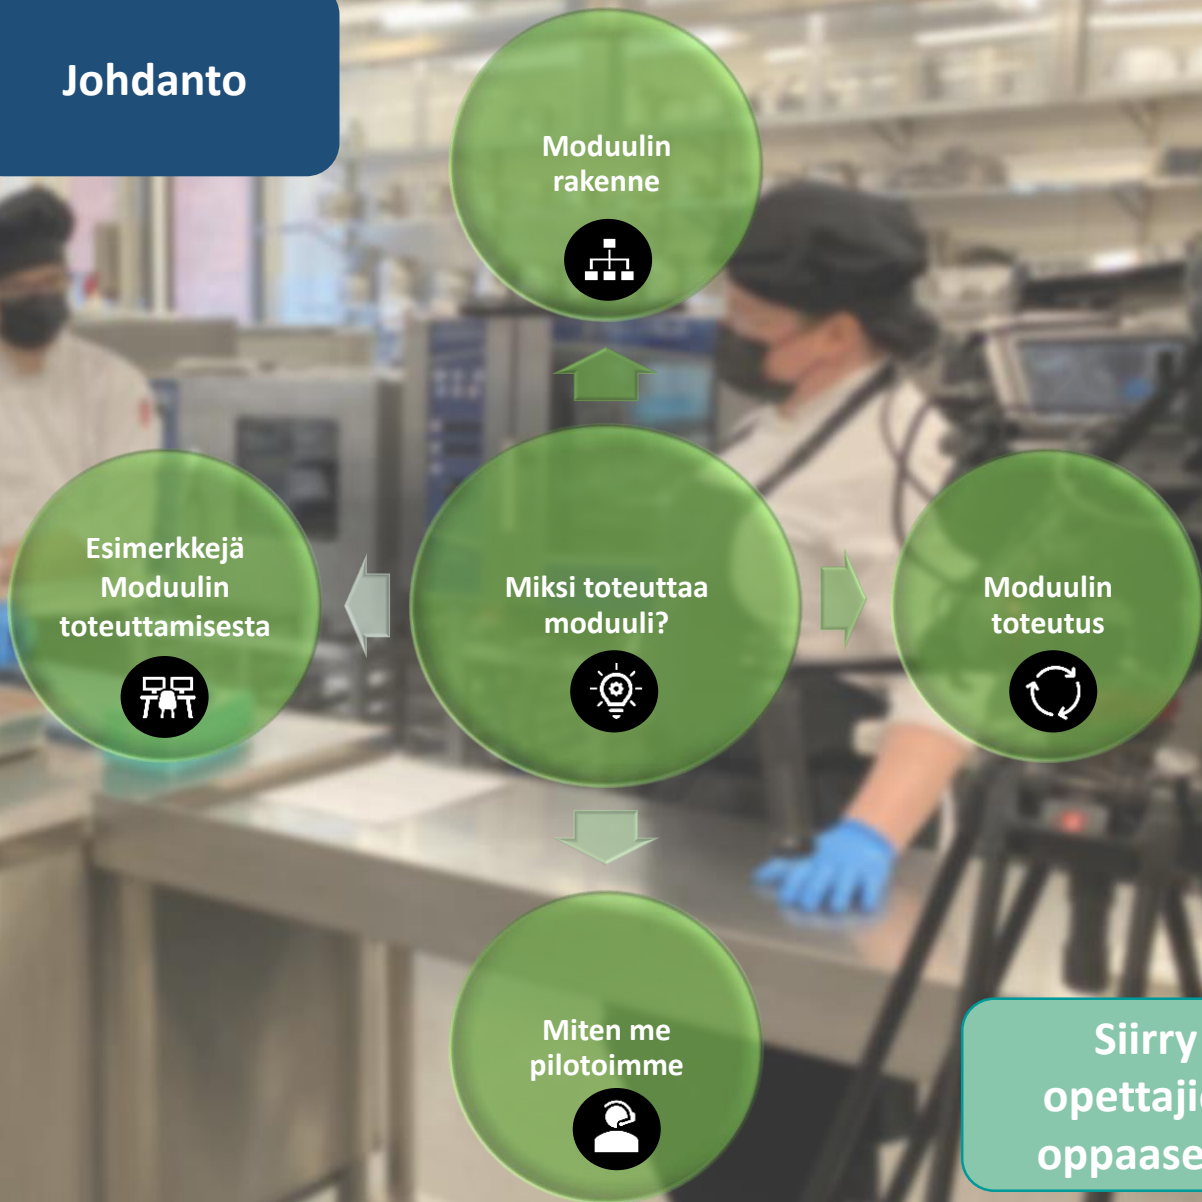 Johdanto
Moduulin
rakenne
Esimerkkejä
Moduulin
toteuttamisesta
Miksi toteuttaa
moduuli?
Moduulin
toteutus
Miten me
pilotoimme
Siirry